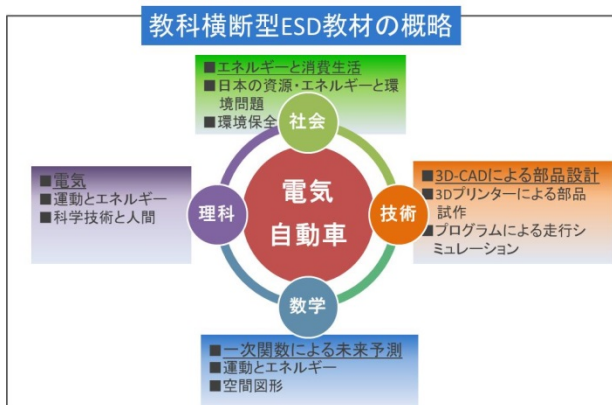 教科横断型ESD教材の概略
■エネルギーと消費生活
■日本の資源・エネルギーと環
境問題
■環境保全
社会
■電気
■運動とエネルギー
■科学技術と人間
理科
電気
自動車
技術
■3D-CADによる部品設計
■3Dプリンターによる部品
試作
■プログラムによる走行シ
ミュレーション
数学
■一次関数による未来予測
■運動とエネルギー
■空間図形